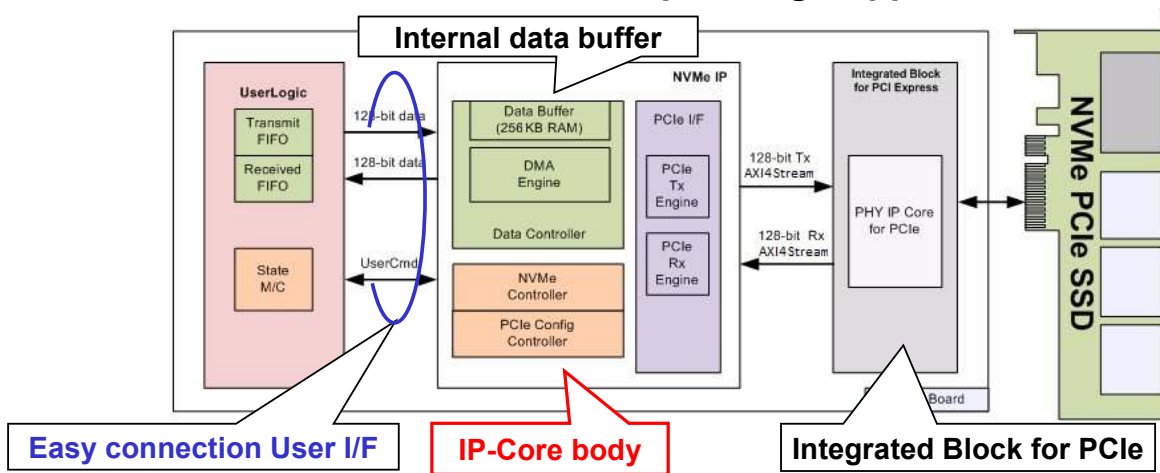 Internal data buffer
UserLogic
Transmit
FIFO
Received
FIFO
State
M/C
128-bit data
128-bit data
UserCmd
NVMe IP
Data Buffer
(256KB RAM)
DMA
Engine
Data Controller
NVMe
Controller
PCIe Config
Controller
PCIe I/F
PCIe
Tx
Engine
PCIe
Rx
Engine
128-bit Tx
AXI4Stream
128-bit Rx
AXI4Stream
Integrated Block
for PCI Express
PHY IP Core
for PCIe
NVMe PCIe SSD
Board
Easy connection User I/F
IP-Core body
Integrated Block for PCIe